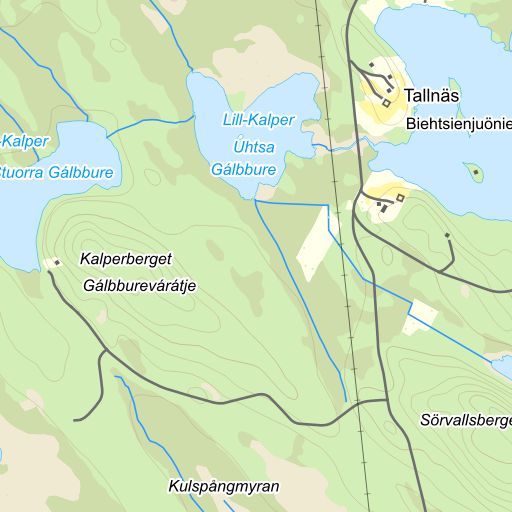 Tallnäs
Lill-Kalper
Biehtsienjuönie
-Kalper
Úhtsa
Gálbbure
Stuorra Gálbbure
Kalperberget
Gálbburevárátje
Sörvallsberge
Kulspångmyran